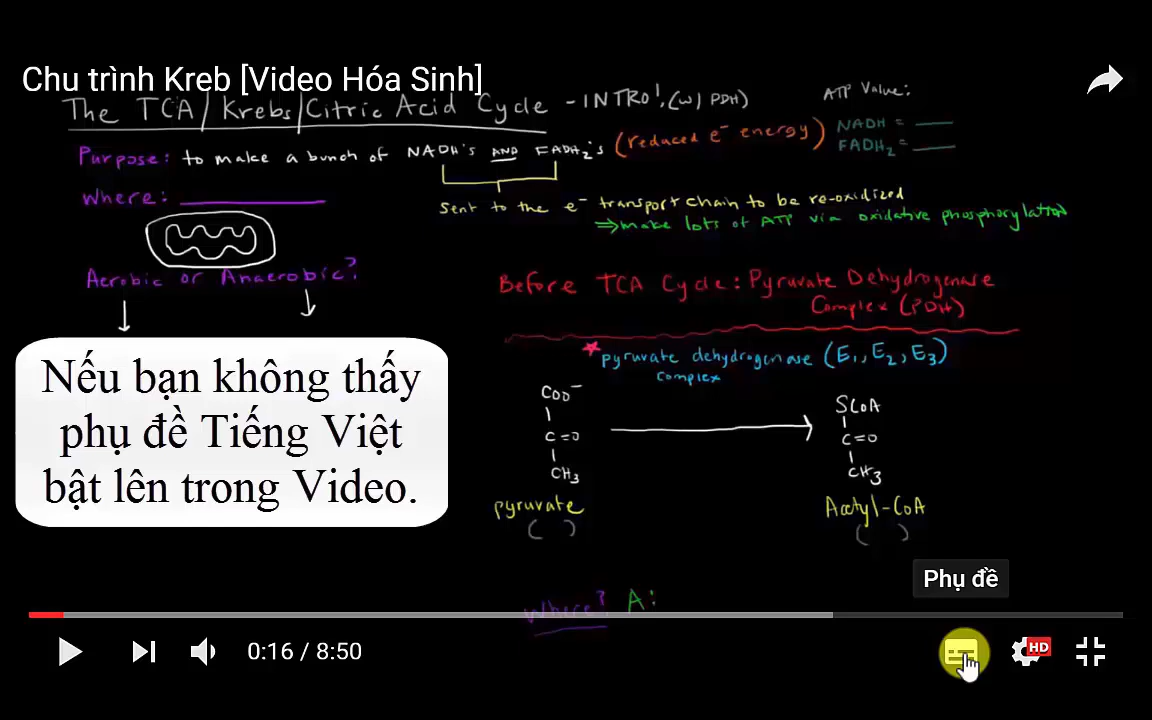 Chu trình Kreb [Video Hóa Sinh]
The TCA/Krebs/Citric Acid Cycle - INTRO! (w/ PDH)
ATP Value:
NADH = ____
FADH₂ = ____
Purpose: to make a bunch of NADH's AND FADH₂'s (reduced e⁻ energy)
Where: ____
sent to the e⁻ transport chain to be re-oxidized
⇒ make lots of ATP via oxidative phosphorylation
Aerobic or Anaerobic?
Before TCA Cycle: Pyruvate Dehydrogenase
Complex (PDH)
* pyruvate dehydrogenase (E₁, E₂, E₃)
complex
Nếu bạn không thấy
phụ đề Tiếng Việt
bật lên trong Video.
COO⁻
C=O
CH₃
pyruvate
( )
SCoA
C=O
CH₃
Acetyl-CoA
( )
Phụ đề
Where? A:
0:16 / 8:50
HD